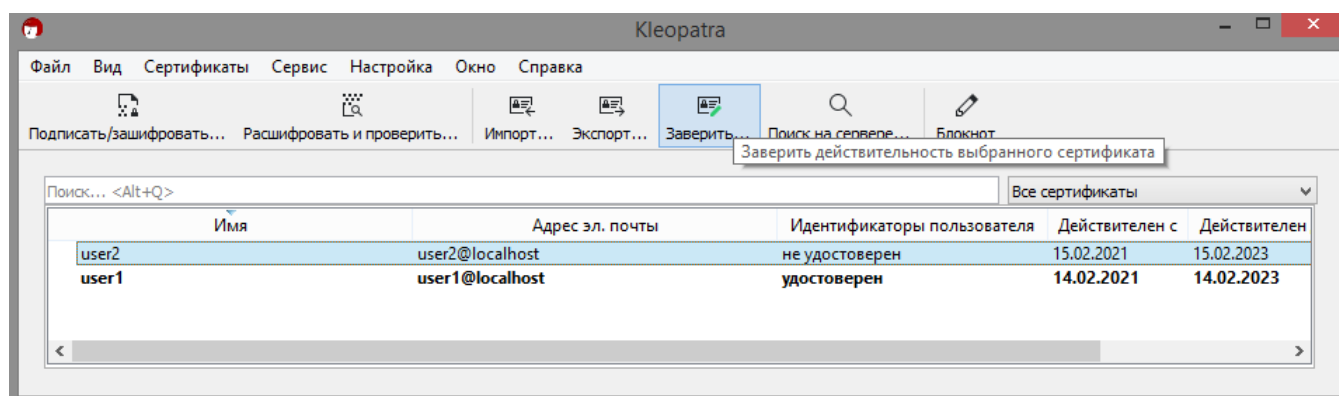 Kleopatra
Файл Вид Сертификаты Сервис Настройка Окно Справка
Подписать/зашифровать... Расшифровать и проверить... Импорт... Экспорт... Заверить... Поиск на сервере... Блокнот
Заверить действительность выбранного сертификата
Поиск... <Alt+Q> Все сертификаты
Имя Адрес эл. почты Идентификаторы пользователя Действителен с Действителен
user2 user2@localhost не удостоверен 15.02.2021 15.02.2023
user1 user1@localhost удостоверен 14.02.2021 14.02.2023